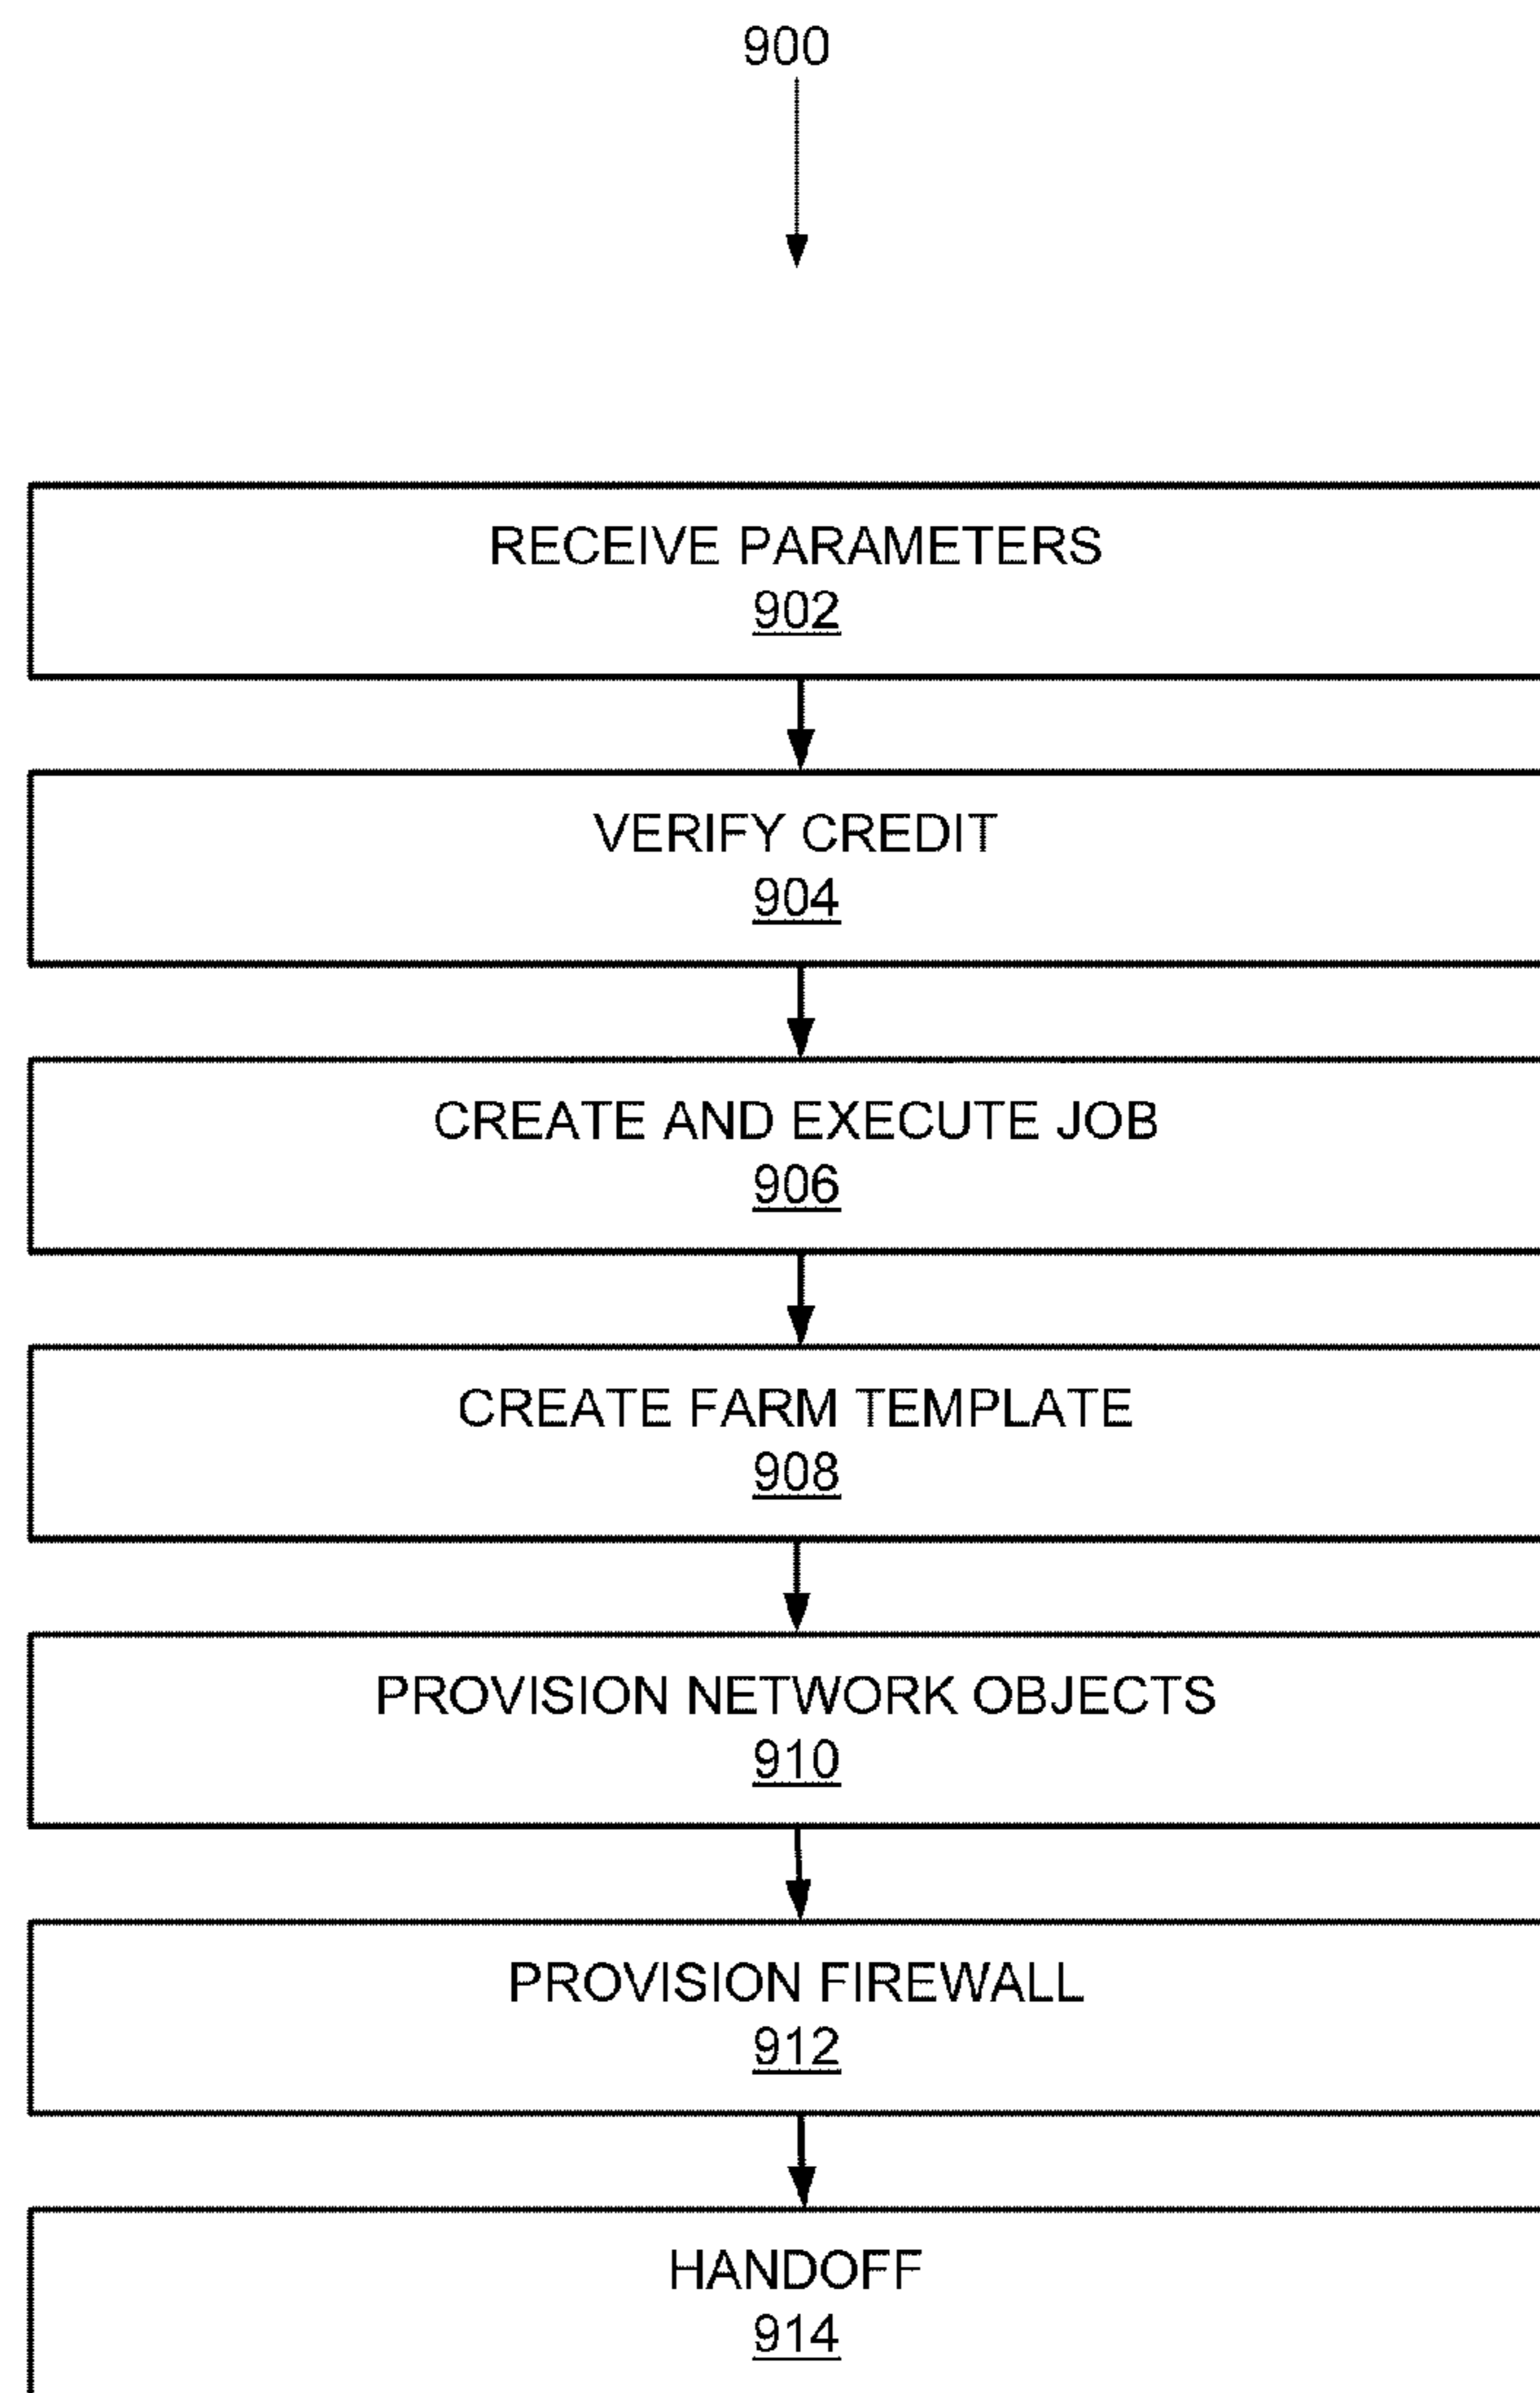 900
RECEIVE PARAMETERS
902
VERIFY CREDIT
904
CREATE AND EXECUTE JOB
906
CREATE FARM TEMPLATE
908
PROVISION NETWORK OBJECTS
910
PROVISION FIREWALL
912
HANDOFF
914